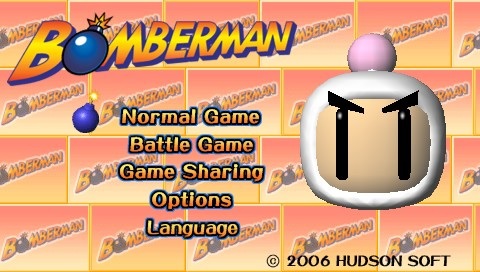 BOMBERMAN
Normal Game
Battle Game
Game Sharing
Options
Language
© 2006 HUDSON SOFT